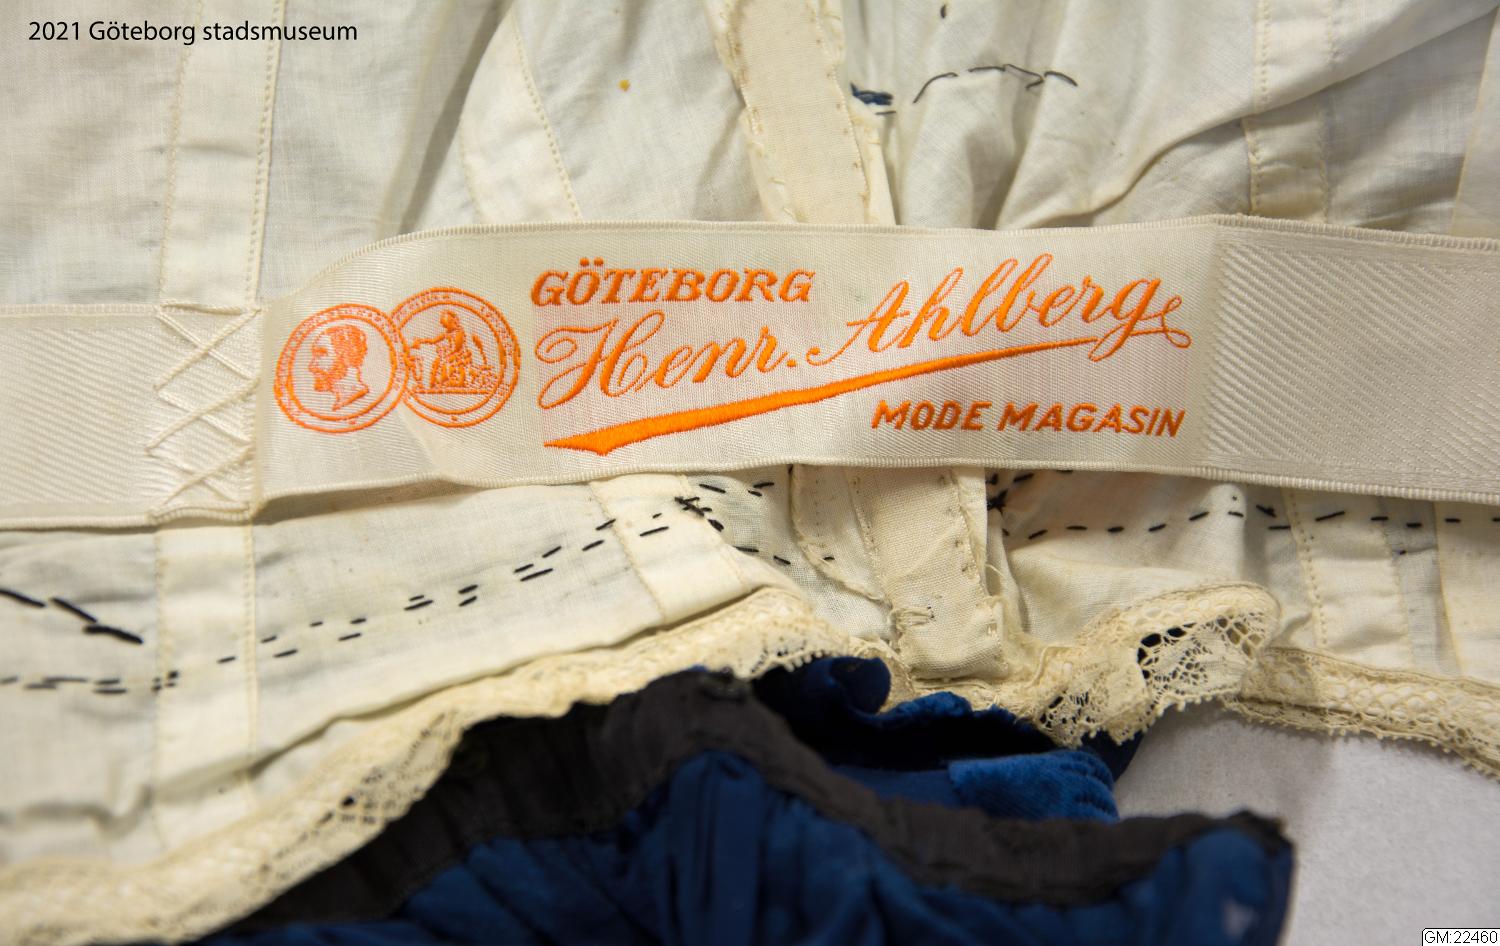 2021 Göteborg stadsmuseum
GÖTEBORG
Henr. Ahlberg
MODE MAGASIN
GM:22460